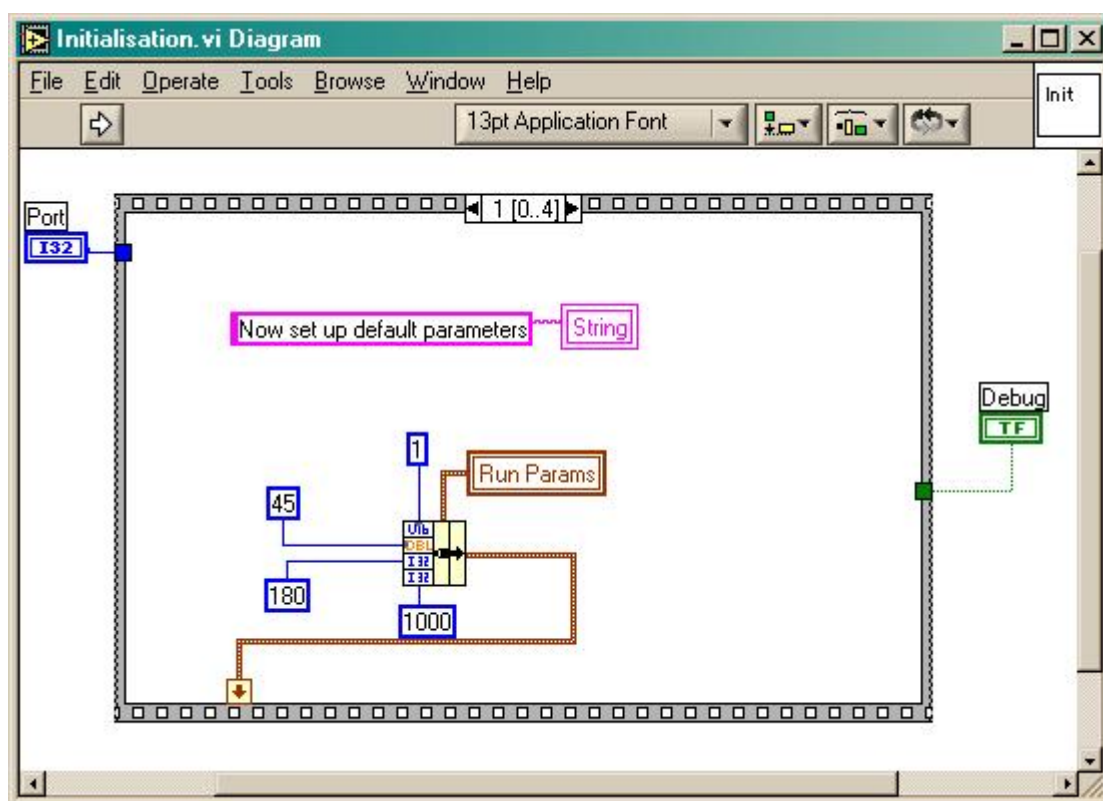 Initialisation.vi Diagram
File Edit Operate Tools Browse Window Help
Init
13pt Application Font
1 [0..4]
Port
I32
Now set up default parameters
String
Debug
TF
1
Run Params
45
U16
DBL
I32
I32
180
1000